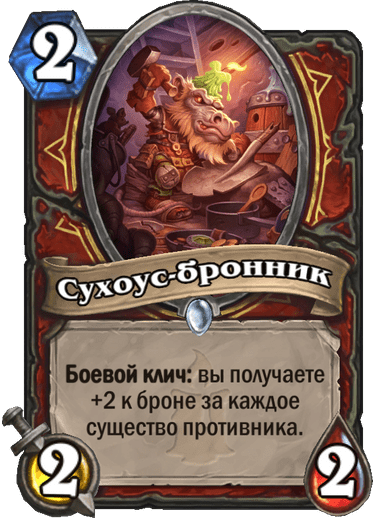 2
Сухоус-бронник
Боевой клич: вы получаете
+2 к броне за каждое
существо противника.
2
2